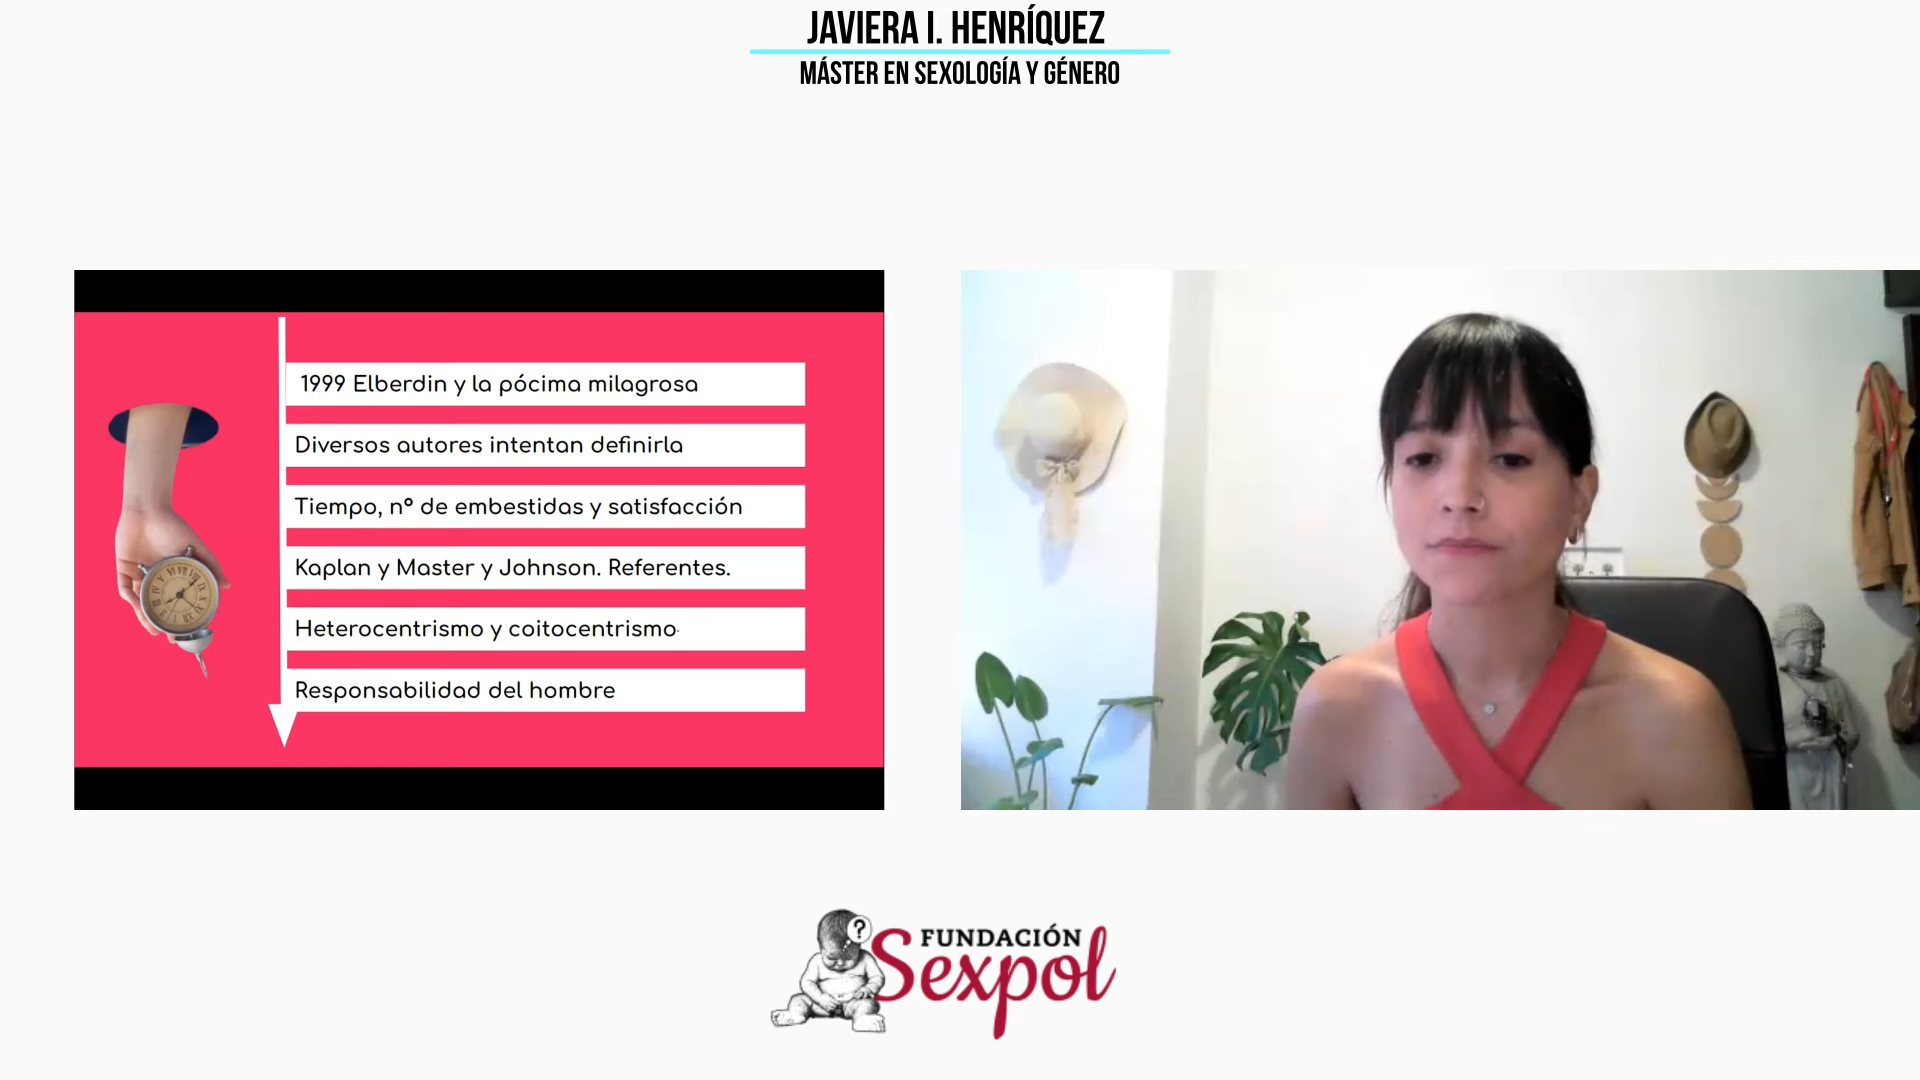 JAVIERA I. HENRÍQUEZ
MÁSTER EN SEXOLOGÍA Y GÉNERO
1999 Elberdin y la pócima milagrosa
Diversos autores intentan definirla
Tiempo, nº de embestidas y satisfacción
Kaplan y Master y Johnson. Referentes.
Heterocentrismo y coitocentrismo.
Responsabilidad del hombre
?
FUNDACIÓN
Sexpol